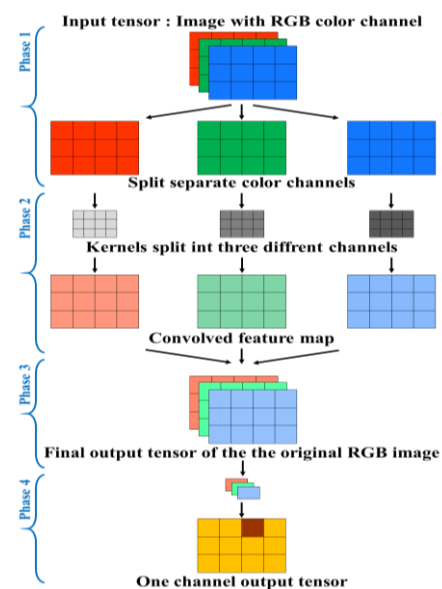 Input tensor : Image with RGB color channel
Phase 1
Split separate color channels
Phase 2
Kernels split int three diffrent channels
Convolved feature map
Phase 3
Final output tensor of the the original RGB image
Phase 4
One channel output tensor